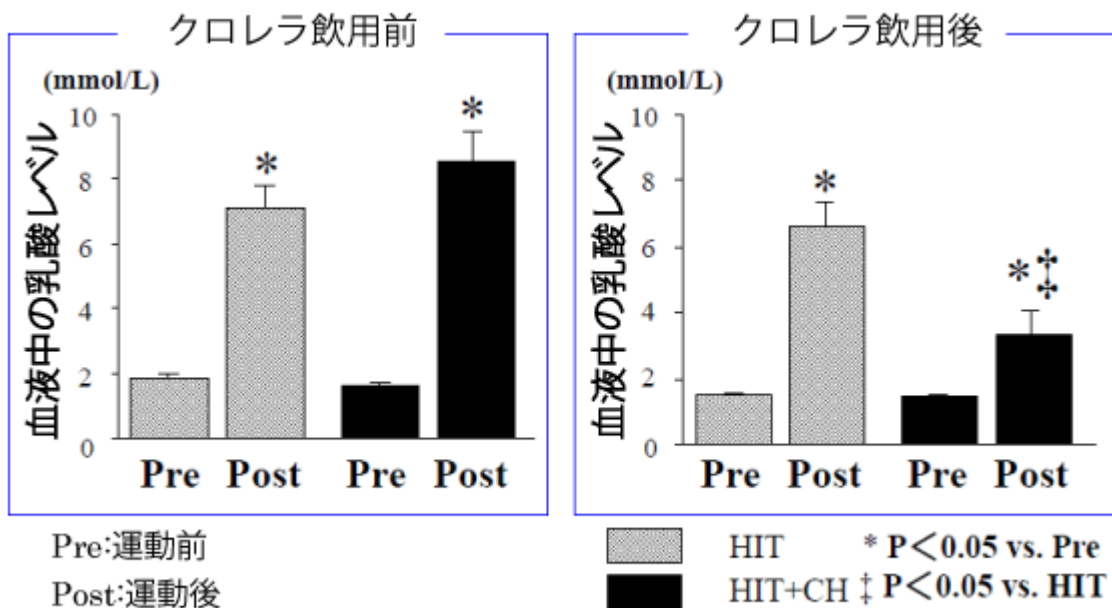 クロレラ飲用前
(mmol/L)
血液中の乳酸レベル
10
8
6
4
2
0
*
*
Pre Post Pre Post
クロレラ飲用後
(mmol/L)
血液中の乳酸レベル
10
8
6
4
2
0
*
*‡
Pre Post Pre Post
Pre:運動前
Post:運動後
HIT * P<0.05 vs. Pre
HIT+CH ‡ P<0.05 vs. HIT